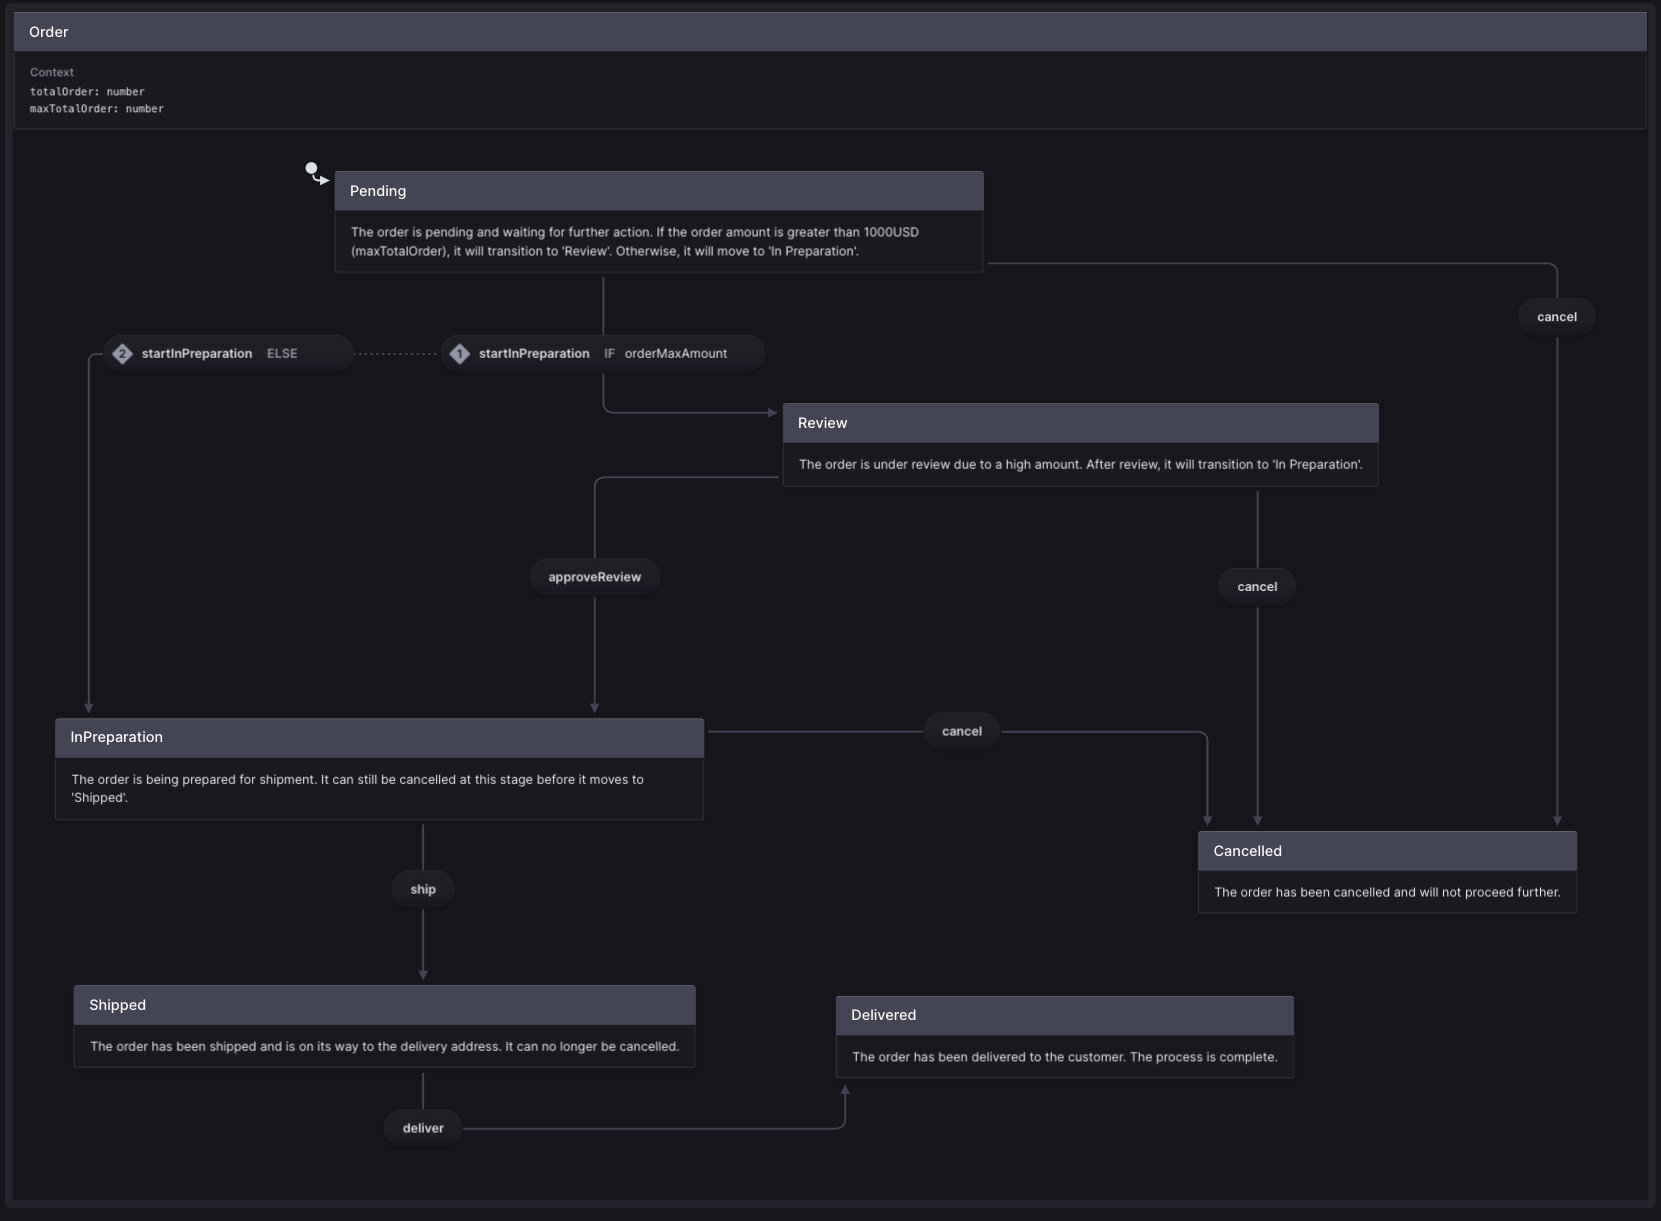 Order
Context
totalOrder: number
maxTotalOrder: number
Pending
The order is pending and waiting for further action. If the order amount is greater than 1000USD
(maxTotalOrder), it will transition to 'Review'. Otherwise, it will move to 'In Preparation'.
cancel
2 startInPreparation ELSE
1 startInPreparation IF orderMaxAmount
Review
The order is under review due to a high amount. After review, it will transition to 'In Preparation'.
approveReview
cancel
InPreparation
The order is being prepared for shipment. It can still be cancelled at this stage before it moves to
'Shipped'.
cancel
Cancelled
The order has been cancelled and will not proceed further.
ship
Shipped
The order has been shipped and is on its way to the delivery address. It can no longer be cancelled.
Delivered
The order has been delivered to the customer. The process is complete.
deliver